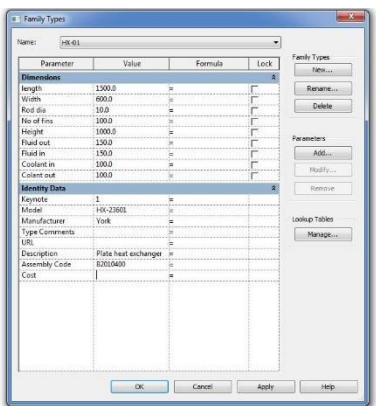 Family Types
Name: HX-01
Family Types
New...
Rename...
Delete
Parameters
Add...
Modify...
Remove
Lookup Tables
Manage...
Parameter Value Formula Lock
Dimensions
length 1500.0 =
Width 600.0 =
Rod dia 10.0 =
No of fins 100.0 =
Height 1000.0 =
Fluid out 150.0 =
Fluid in 150.0 =
Coolant in 100.0 =
Colant out 100.0 =
Identity Data
Keynote 1 =
Model HX-23601 =
Manufacturer York =
Type Comments =
URL =
Description Plate heat exchanger =
Assembly Code B2010400 =
Cost =
OK Cancel Apply Help